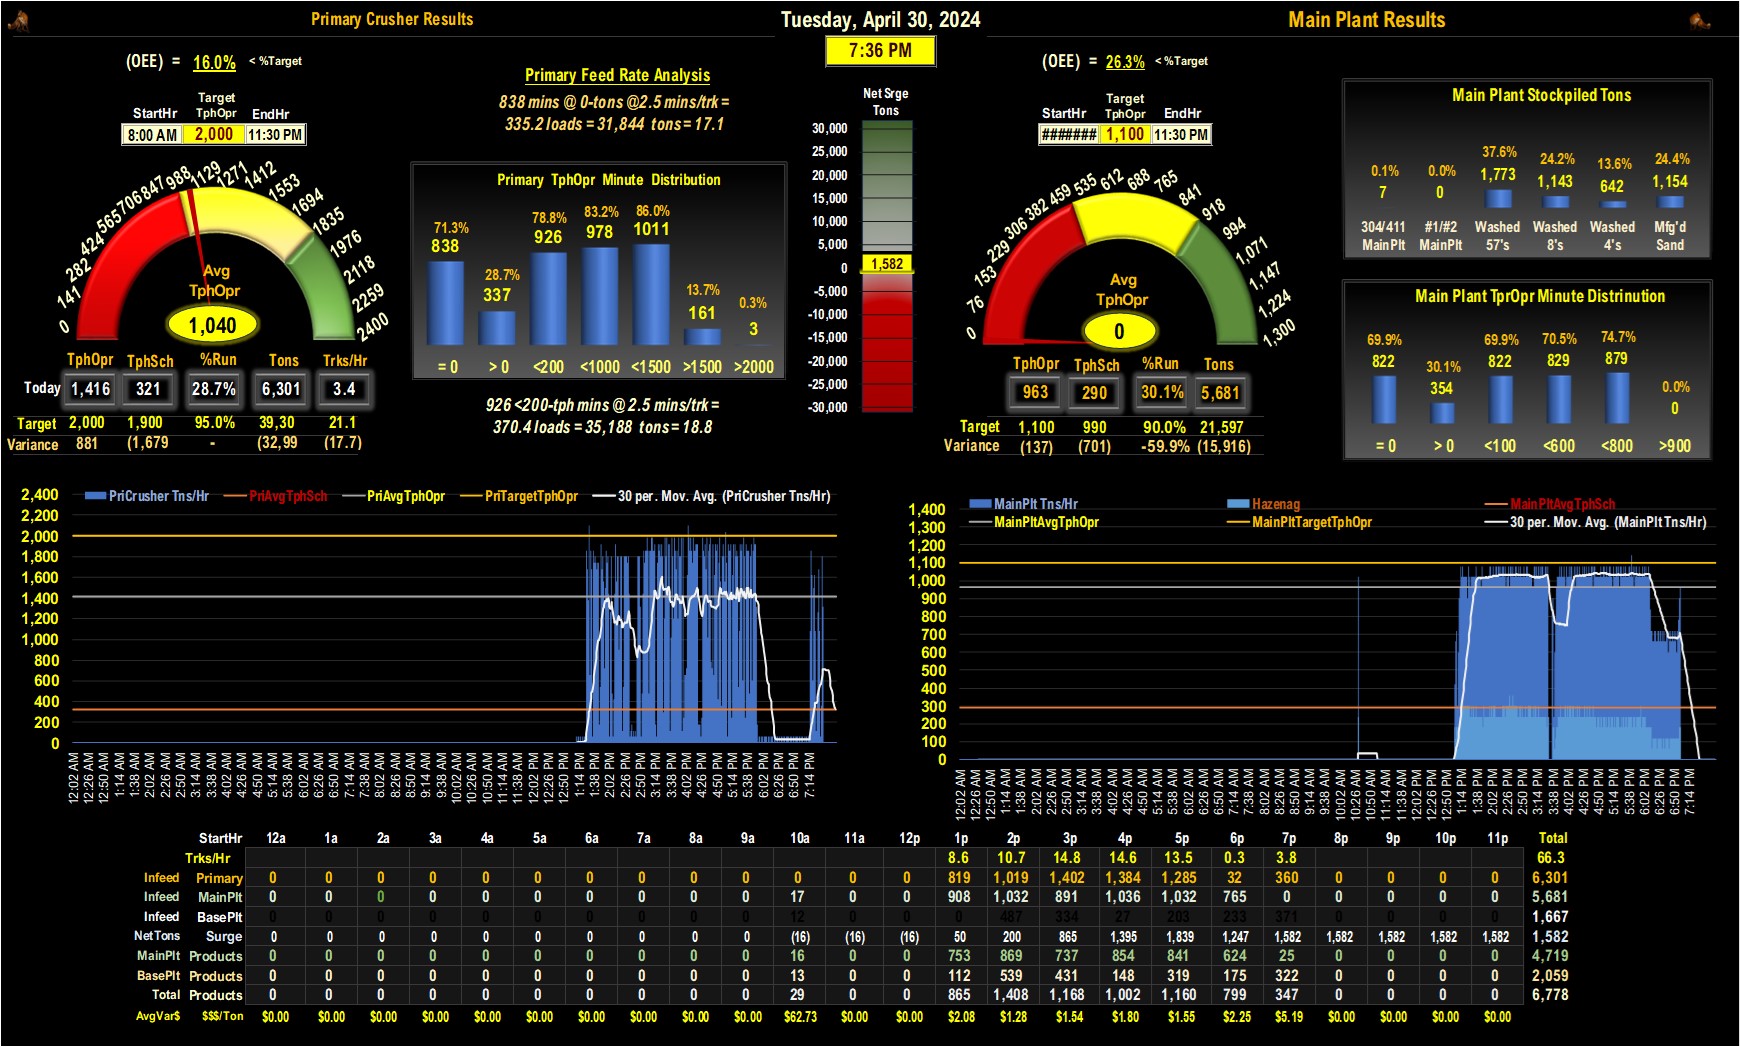 Primary Crusher Results
Tuesday, April 30, 2024
Main Plant Results
7:36 PM
(OEE) = 16.0% < %Target
Target
StartHr TphOpr EndHr
8:00 AM 2,000 11:30 PM
0 141 282 424 565 706 847 988 1129 1271 1412 1553 1694 1835 1976 2118 2259 2400
Avg
TphOpr
1,040
TphOpr TphSch %Run Tons Trks/Hr
Today 1,416 321 28.7% 6,301 3.4
Target 2,000 1,900 95.0% 39,30 21.1
Variance 881 (1,679 - (32,99 (17.7)
Primary Feed Rate Analysis
838 mins @ 0-tons @2.5 mins/trk =
335.2 loads = 31,844 tons = 17.1
Primary TphOpr Minute Distribution
71.3% 28.7% 78.8% 83.2% 86.0% 13.7% 0.3%
838 337 926 978 1011 161 3
= 0 > 0 <200 <1000 <1500 >1500 >2000
926 <200-tph mins @ 2.5 mins/trk =
370.4 loads = 35,188 tons = 18.8
Net Srge
Tons
30,000
25,000
20,000
15,000
10,000
5,000
0
-5,000
-10,000
-15,000
-20,000
-25,000
-30,000
1,582
(OEE) = 26.3% < %Target
Target
StartHr TphOpr EndHr
####### 1,100 11:30 PM
0 76 153 229 306 382 459 535 612 688 765 841 918 994 1,071 1,147 1,224 1,300
Avg
TphOpr
0
TphOpr TphSch %Run Tons
963 290 30.1% 5,681
Target 1,100 990 90.0% 21,597
Variance (137) (701) -59.9% (15,916)
Main Plant Stockpiled Tons
0.1% 0.0% 37.6% 24.2% 13.6% 24.4%
7 0 1,773 1,143 642 1,154
304/411 #1/#2 Washed Washed Washed Mfg'd
MainPlt MainPlt 57's 8's 4's Sand
Main Plant TprOpr Minute Distrinution
69.9% 30.1% 69.9% 70.5% 74.7% 0.0%
822 354 822 829 879 0
= 0 > 0 <100 <600 <800 >900
PriCrusher Tns/Hr PriAvgTphSch PriAvgTphOpr PriTargetTphOpr 30 per. Mov. Avg. (PriCrusher Tns/Hr)
2,400
2,200
2,000
1,800
1,600
1,400
1,200
1,000
800
600
400
200
0
12:02 AM 12:26 AM 12:50 AM 1:14 AM 1:38 AM 2:02 AM 2:26 AM 2:50 AM 3:14 AM 3:38 AM 4:02 AM 4:26 AM 4:50 AM 5:14 AM 5:38 AM 6:02 AM 6:26 AM 6:50 AM 7:14 AM 7:38 AM 8:02 AM 8:26 AM 8:50 AM 9:14 AM 9:38 AM 10:02 AM 10:26 AM 10:50 AM 11:14 AM 11:38 AM 12:02 PM 12:26 PM 12:50 PM 1:14 PM 1:38 PM 2:02 PM 2:26 PM 2:50 PM 3:14 PM 3:38 PM 4:02 PM 4:26 PM 4:50 PM 5:14 PM 5:38 PM 6:02 PM 6:26 PM 6:50 PM 7:14 PM
MainPlt Tns/Hr Hazenag MainPltAvgTphSch
MainPltAvgTphOpr MainPltTargetTphOpr 30 per. Mov. Avg. (MainPlt Tns/Hr)
1,400
1,300
1,200
1,100
1,000
900
800
700
600
500
400
300
200
100
0
12:02 AM 12:26 AM 12:50 AM 1:14 AM 1:38 AM 2:02 AM 2:26 AM 2:50 AM 3:14 AM 3:38 AM 4:02 AM 4:26 AM 4:50 AM 5:14 AM 5:38 AM 6:02 AM 6:26 AM 6:50 AM 7:14 AM 7:38 AM 8:02 AM 8:26 AM 8:50 AM 9:14 AM 9:38 AM 10:02 AM 10:26 AM 10:50 AM 11:14 AM 11:38 AM 12:02 PM 12:26 PM 12:50 PM 1:14 PM 1:38 PM 2:02 PM 2:26 PM 2:50 PM 3:14 PM 3:38 PM 4:02 PM 4:26 PM 4:50 PM 5:14 PM 5:38 PM 6:02 PM 6:26 PM 6:50 PM 7:14 PM
StartHr 12a 1a 2a 3a 4a 5a 6a 7a 8a 9a 10a 11a 12p 1p 2p 3p 4p 5p 6p 7p 8p 9p 10p 11p Total
Trks/Hr 8.6 10.7 14.8 14.6 13.5 0.3 3.8 66.3
Infeed Primary 0 0 0 0 0 0 0 0 0 0 0 0 0 819 1,019 1,402 1,384 1,285 32 360 0 0 0 0 6,301
Infeed MainPlt 0 0 0 0 0 0 0 0 0 0 17 0 0 908 1,032 891 1,036 1,032 765 0 0 0 0 0 5,681
Infeed BasePlt 0 0 0 0 0 0 0 0 0 0 12 0 0 0 487 334 27 203 233 371 0 0 0 0 1,667
NetTons Surge 0 0 0 0 0 0 0 0 0 0 (16) (16) (16) 50 200 865 1,395 1,839 1,247 1,582 1,582 1,582 1,582 1,582 1,582
MainPlt Products 0 0 0 0 0 0 0 0 0 0 16 0 0 753 869 737 854 841 624 25 0 0 0 0 4,719
BasePlt Products 0 0 0 0 0 0 0 0 0 0 13 0 0 112 539 431 148 319 175 322 0 0 0 0 2,059
Total Products 0 0 0 0 0 0 0 0 0 0 29 0 0 865 1,408 1,168 1,002 1,160 799 347 0 0 0 0 6,778
AvgVar$ $$$/Ton $0.00 $0.00 $0.00 $0.00 $0.00 $0.00 $0.00 $0.00 $0.00 $0.00 $62.73 $0.00 $0.00 $2.08 $1.28 $1.54 $1.80 $1.55 $2.25 $5.19 $0.00 $0.00 $0.00 $0.00